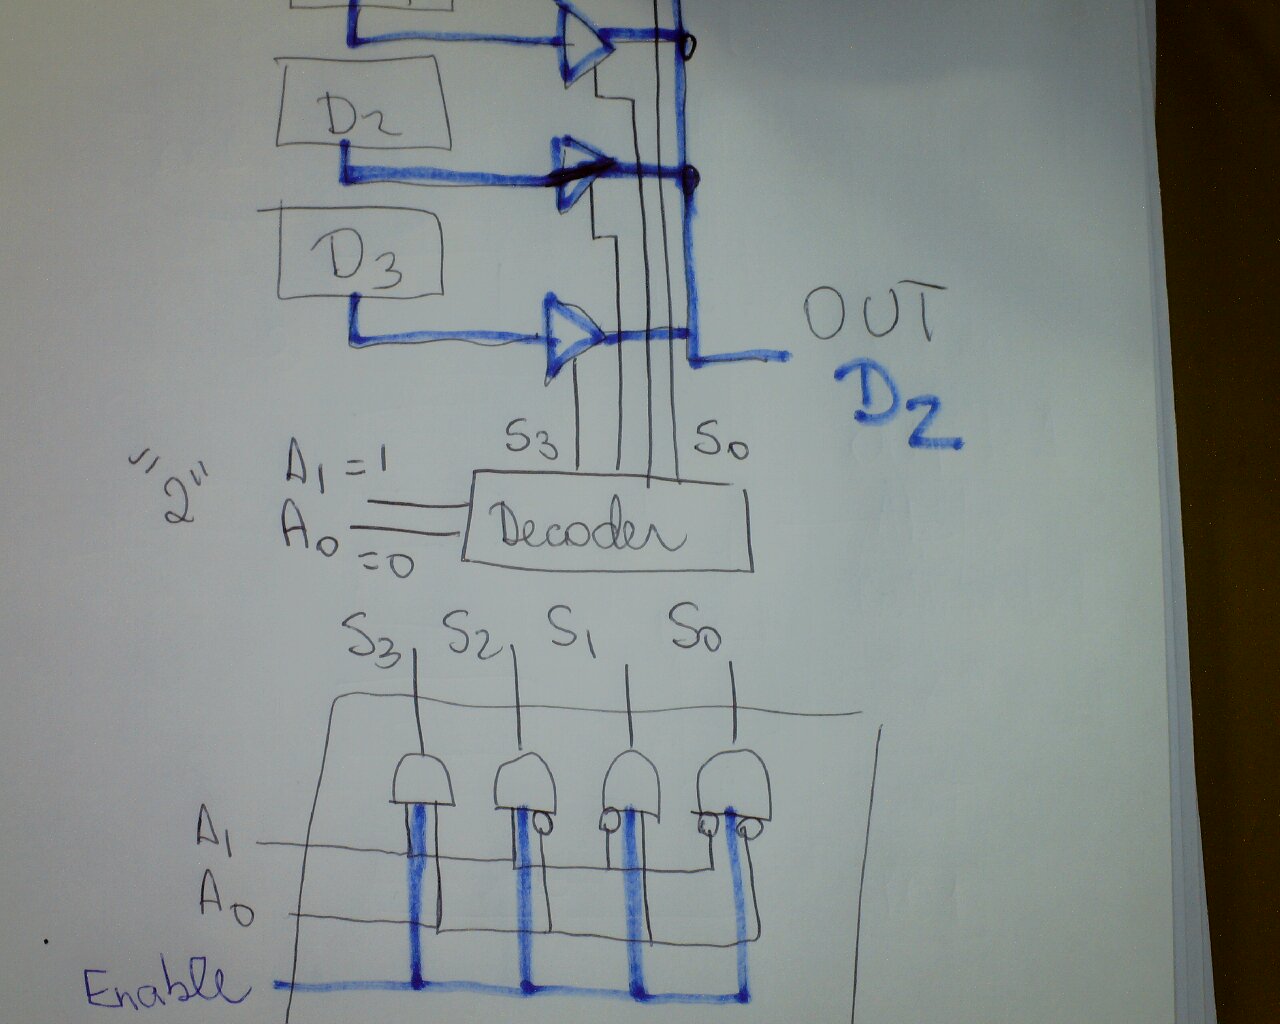 D2
D3
OUT
D2
S3 S0
"2" A1 = 1
A0 = 0
Decoder
S3 S2 S1 S0
A1
A0
Enable